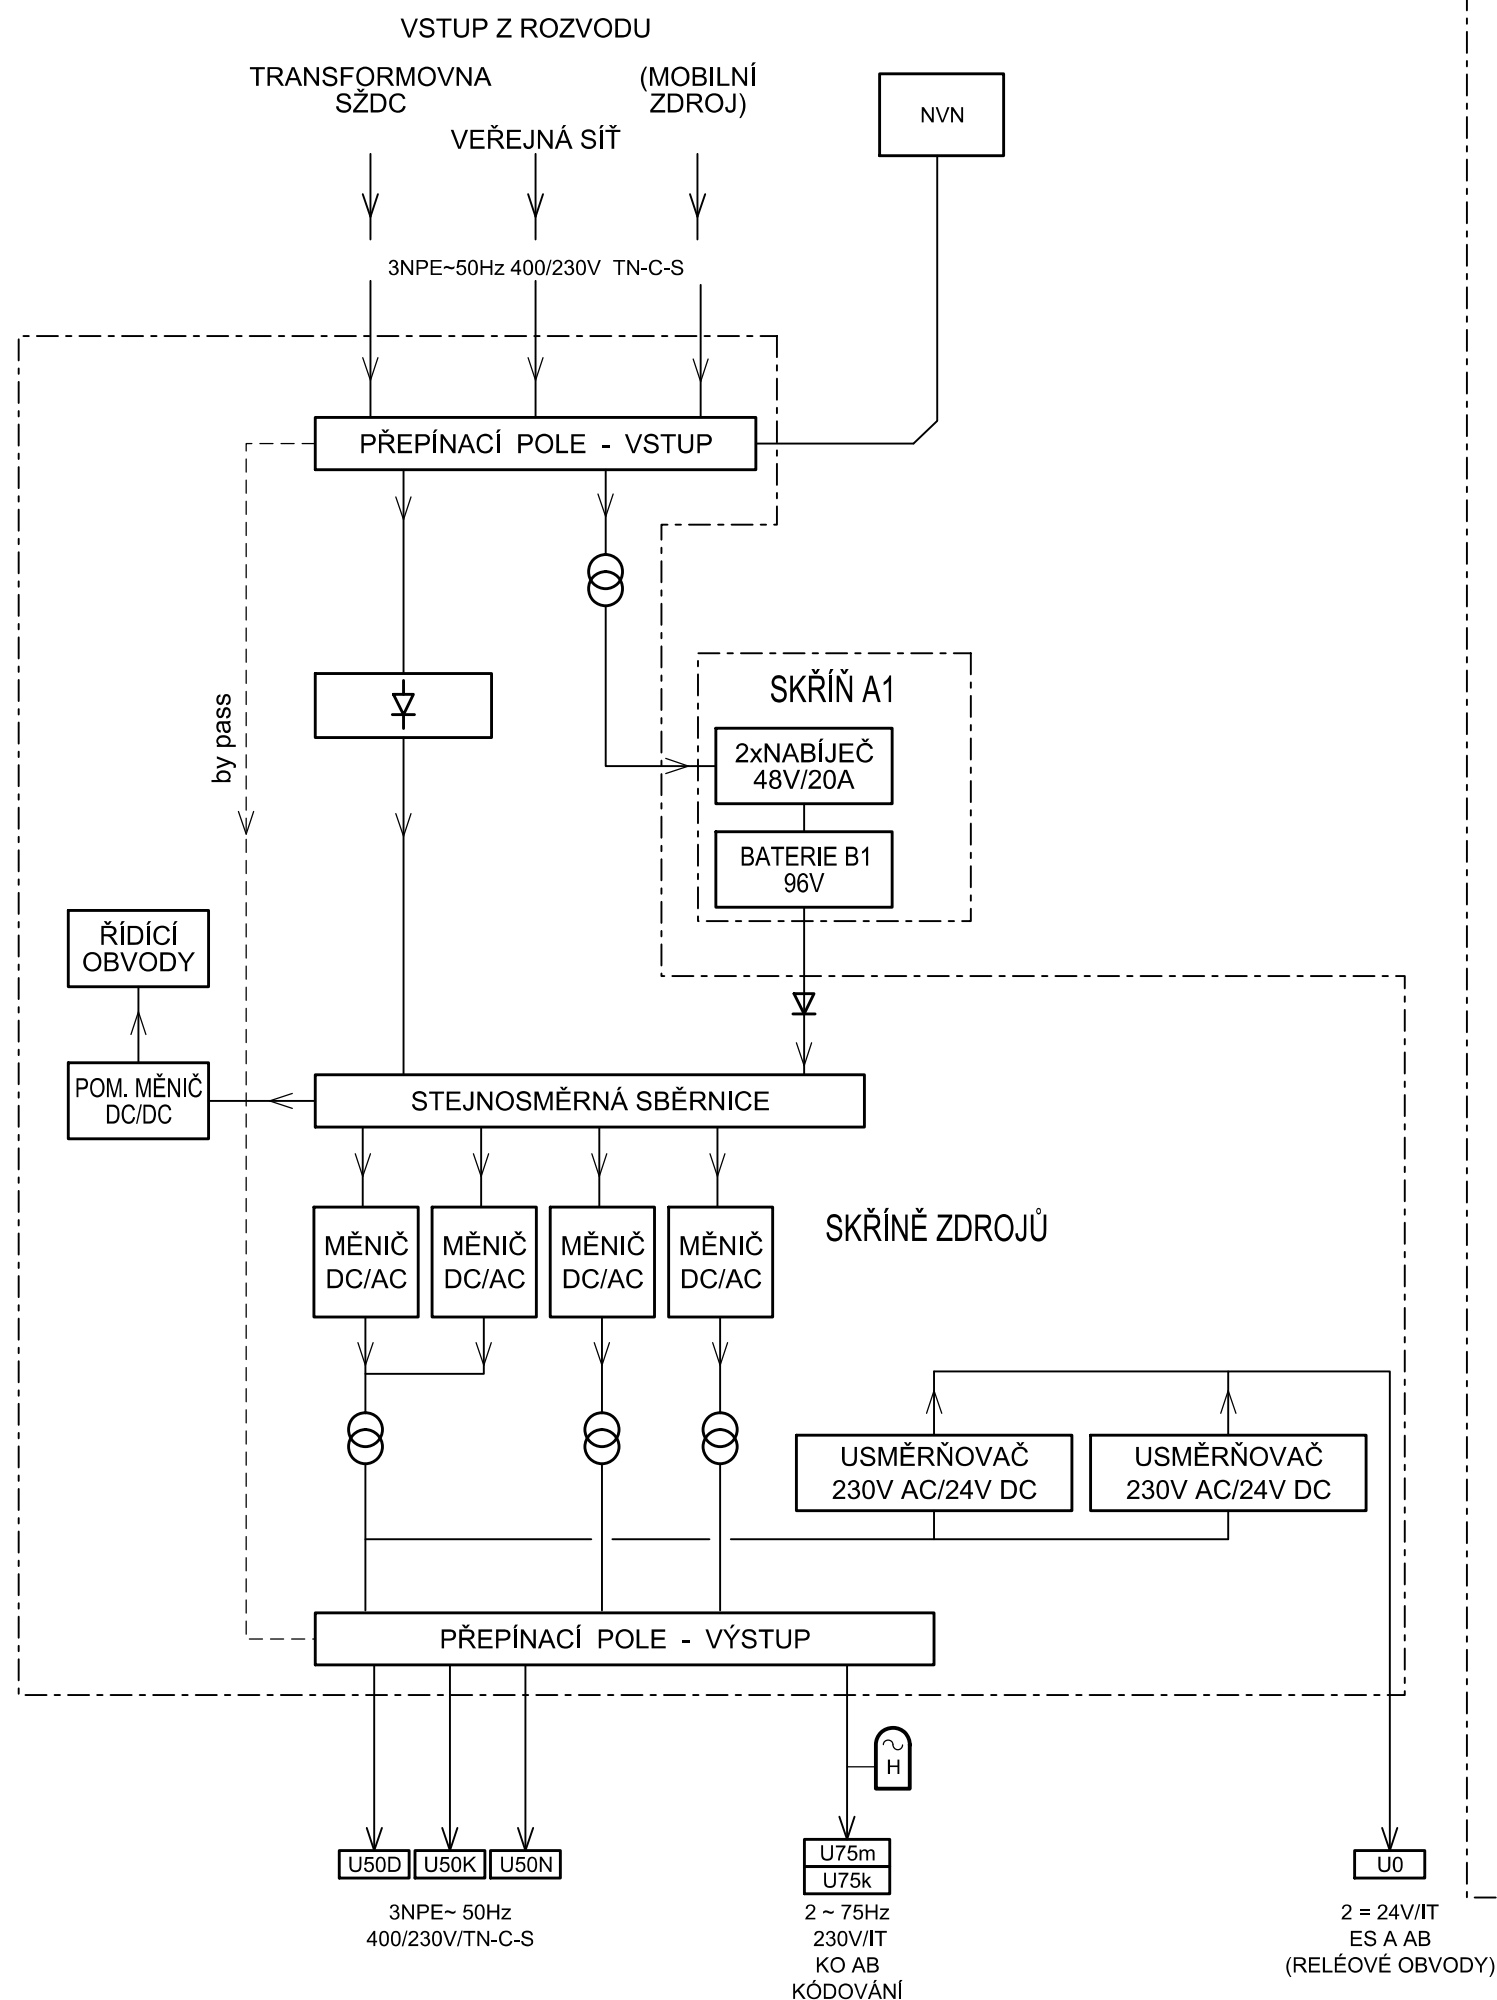 VSTUP Z ROZVODU
TRANSFORMOVNA
SŽDC
(MOBILNÍ
ZDROJ)
VEŘEJNÁ SÍŤ
NVN
3NPE~50Hz 400/230V TN-C-S
PŘEPÍNACÍ POLE - VSTUP
by pass
SKŘÍŇ A1
2xNABÍJEČ
48V/20A
BATERIE B1
96V
ŘÍDÍCÍ
OBVODY
POM. MĚNIČ
DC/DC
STEJNOSMĚRNÁ SBĚRNICE
MĚNIČ
DC/AC
MĚNIČ
DC/AC
MĚNIČ
DC/AC
MĚNIČ
DC/AC
SKŘÍNĚ ZDROJŮ
USMĚRŇOVAČ
230V AC/24V DC
USMĚRŇOVAČ
230V AC/24V DC
PŘEPÍNACÍ POLE - VÝSTUP
H
U50D
U50K
U50N
3NPE~ 50Hz
400/230V/TN-C-S
U75m
U75k
2 ~ 75Hz
230V/IT
KO AB
KÓDOVÁNÍ
U0
2 = 24V/IT
ES A AB
(RELÉOVÉ OBVODY)